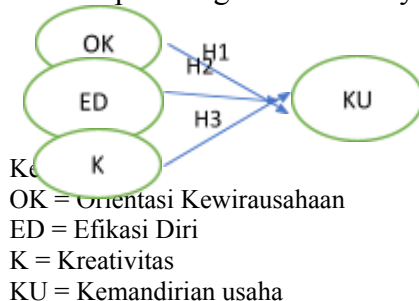 OK
H1
H2
ED
H3
KU
K
OK = Orientasi Kewirausahaan
ED = Efikasi Diri
K = Kreativitas
KU = Kemandirian usaha